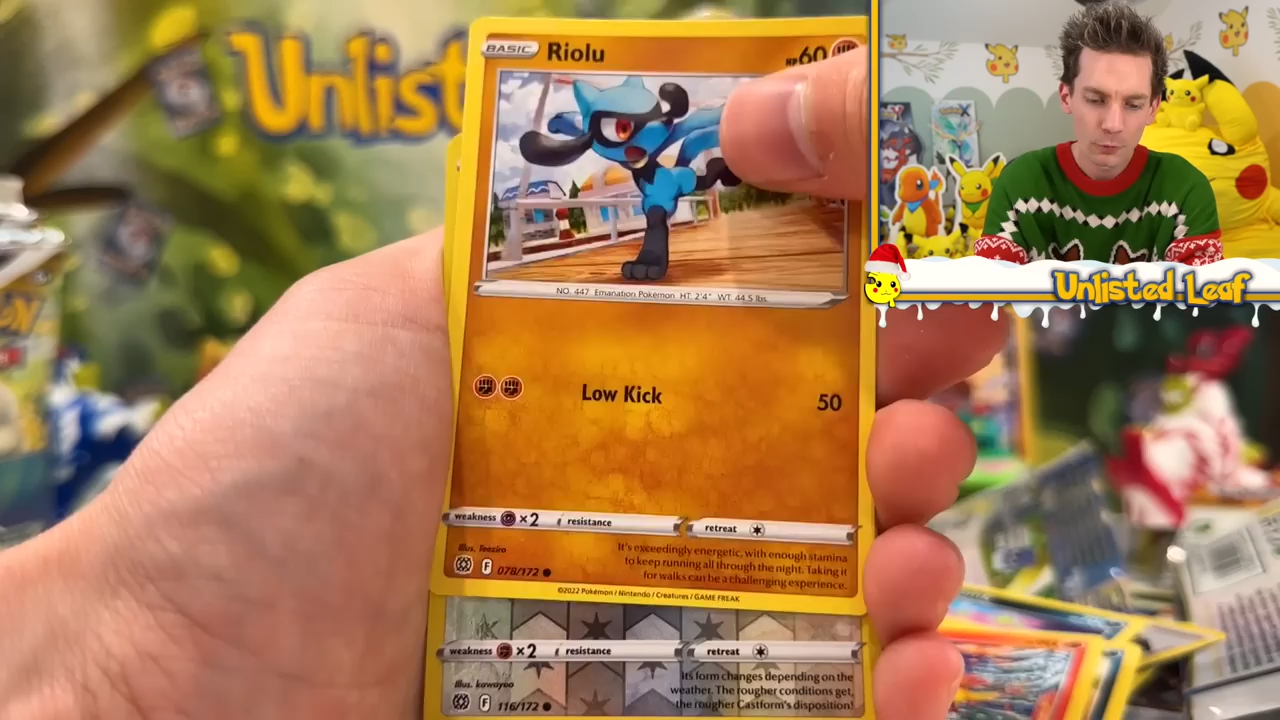 Unlist
BASIC Riolu HP 60
NO. 447 Emanation Pokémon HT: 2'4" WT: 44.5 lbs.
Low Kick 50
weakness ×2 resistance retreat
Illus. Teeziro
F 078/172
It's exceedingly energetic, with enough stamina
to keep running all through the night. Taking it
for walks can be a challenging experience.
©2022 Pokémon / Nintendo / Creatures / GAME FREAK
weakness ×2 resistance retreat
Illus. kawayoo
F 116/172
Its form changes depending on the
weather. The rougher conditions get,
the rougher Castform's disposition!
Unlisted Leaf